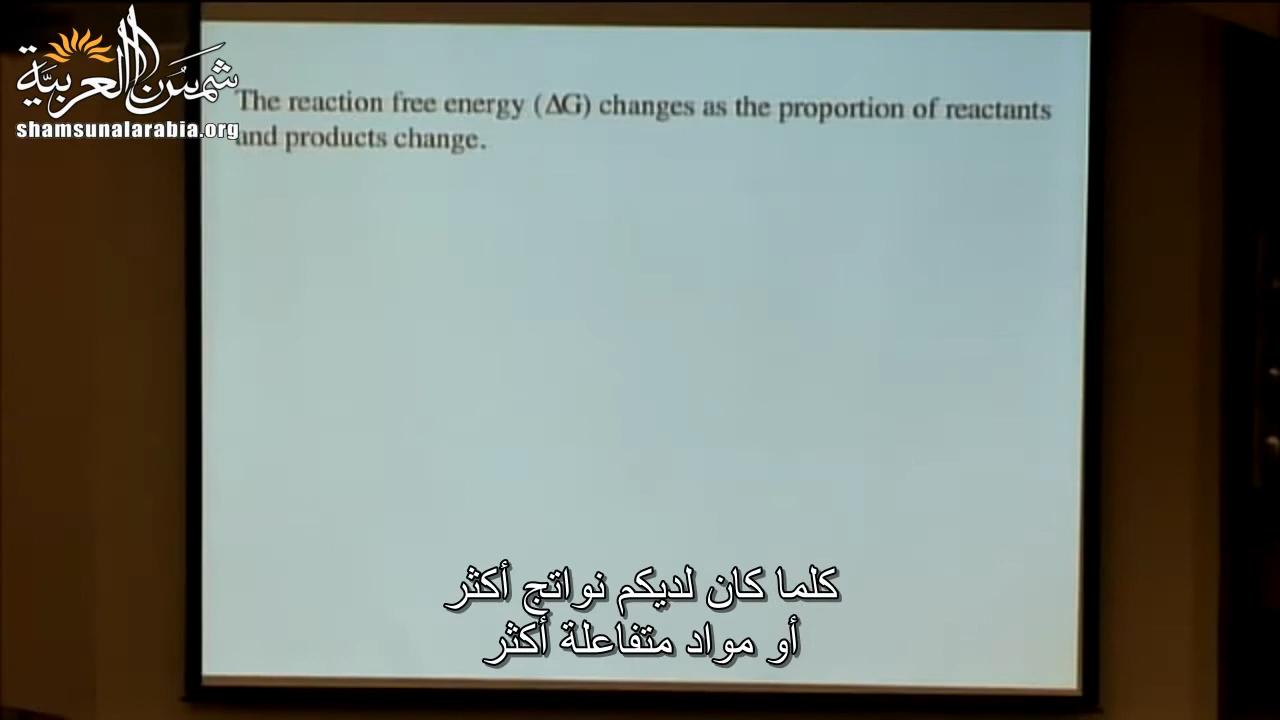 شمسُ العربيّة
shamsunalarabia.org
The reaction free energy (ΔG) changes as the proportion of reactants
and products change.
كلما كان لديكم نواتج أكثر
أو مواد متفاعلة أكثر